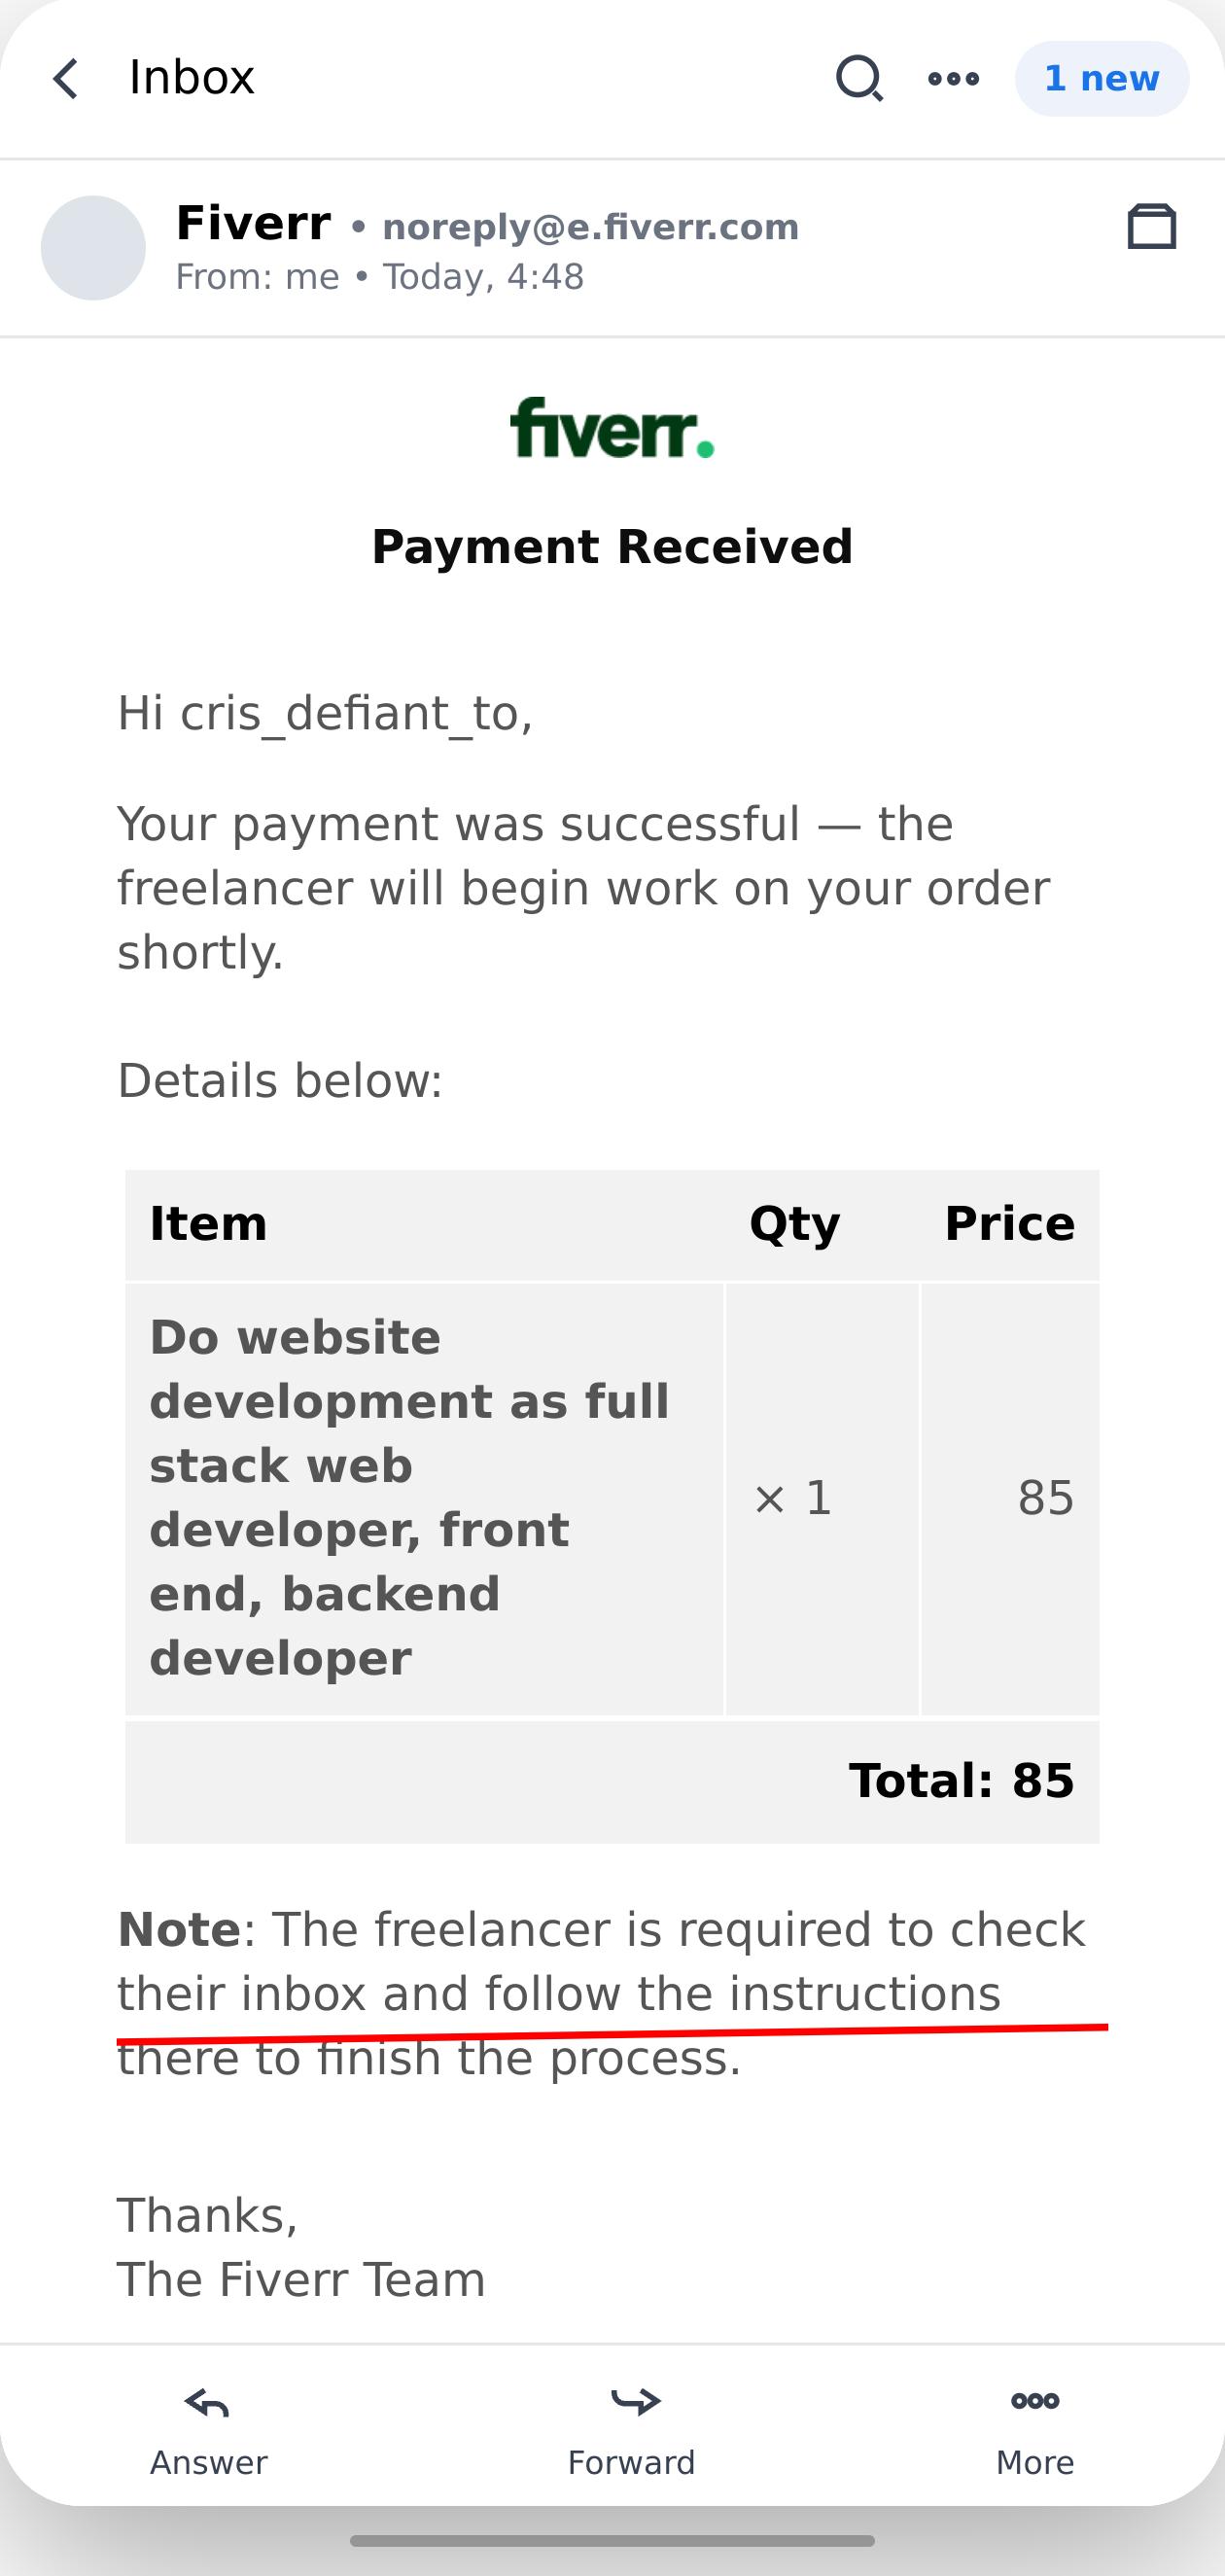 Inbox
1 new
Fiverr • noreply@e.fiverr.com
From: me • Today, 4:48
fiverr.
Payment Received
Hi cris_defiant_to,
Your payment was successful — the
freelancer will begin work on your order
shortly.
Details below:
Item Qty Price
Do website
development as full
stack web
developer, front
end, backend
developer
× 1 85
Total: 85
Note: The freelancer is required to check
their inbox and follow the instructions
there to finish the process.
Thanks,
The Fiverr Team
Answer Forward More